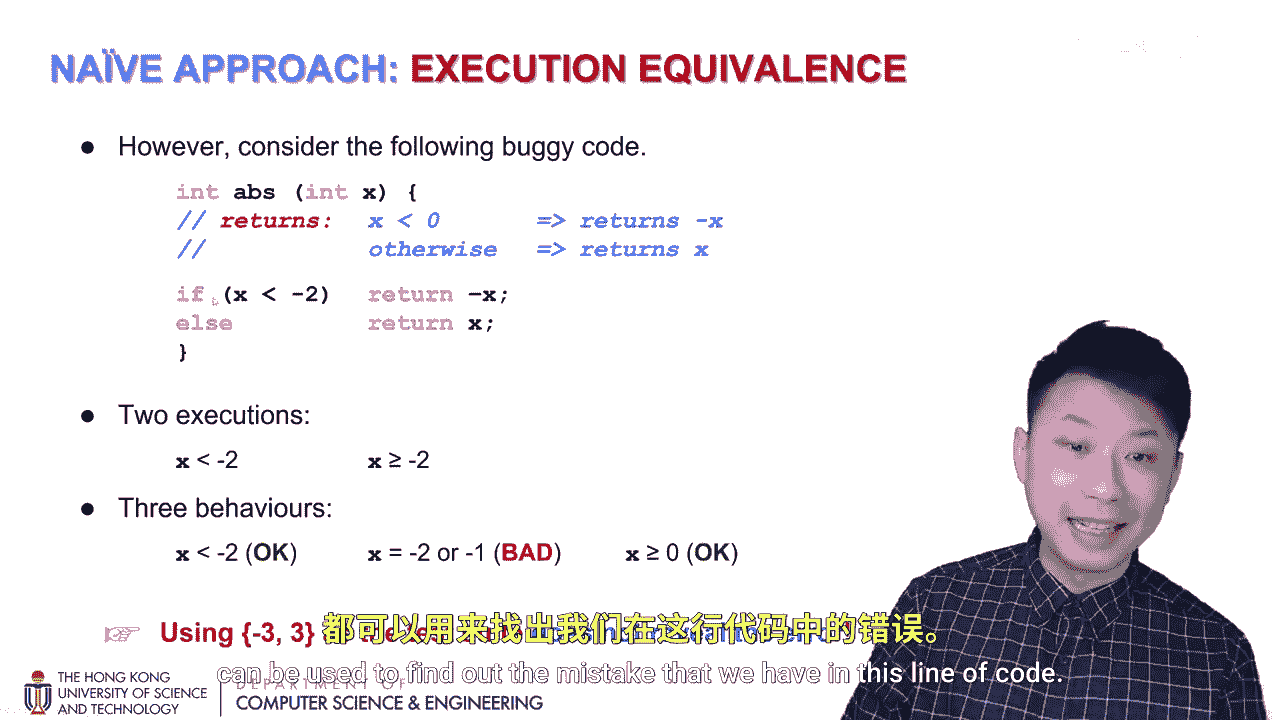 NAÏVE APPROACH: EXECUTION EQUIVALENCE
● However, consider the following buggy code.
int abs (int x) {
// returns: x < 0 => returns -x
// otherwise => returns x
if (x < -2) return –x;
else return x;
}
● Two executions:
x < -2 x ≥ -2
● Three behaviours:
x < -2 (OK) x = -2 or -1 (BAD) x ≥ 0 (OK)
☞ Using {-3, 3}
都可以用来找出我们在这行代码中的错误。
can be used to find out the mistake that we have in this line of code.
THE HONG KONG
UNIVERSITY OF SCIENCE
AND TECHNOLOGY
DEPARTMENT OF
COMPUTER SCIENCE & ENGINEERING